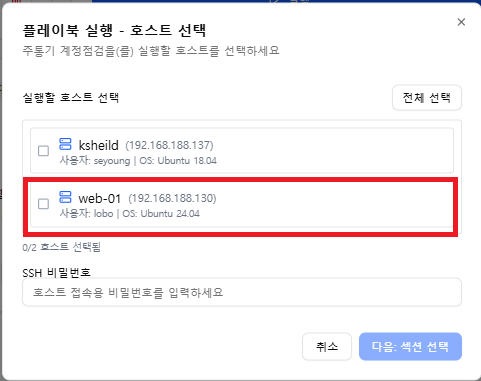 플레이북 실행 - 호스트 선택
주통기 계정점검을(를) 실행할 호스트를 선택하세요
실행할 호스트 선택
전체 선택
ksheild (192.168.188.137)
사용자: seyoung | OS: Ubuntu 18.04
web-01 (192.168.188.130)
사용자: lobo | OS: Ubuntu 24.04
0/2 호스트 선택됨
SSH 비밀번호
호스트 접속용 비밀번호를 입력하세요
취소
다음: 섹션 선택